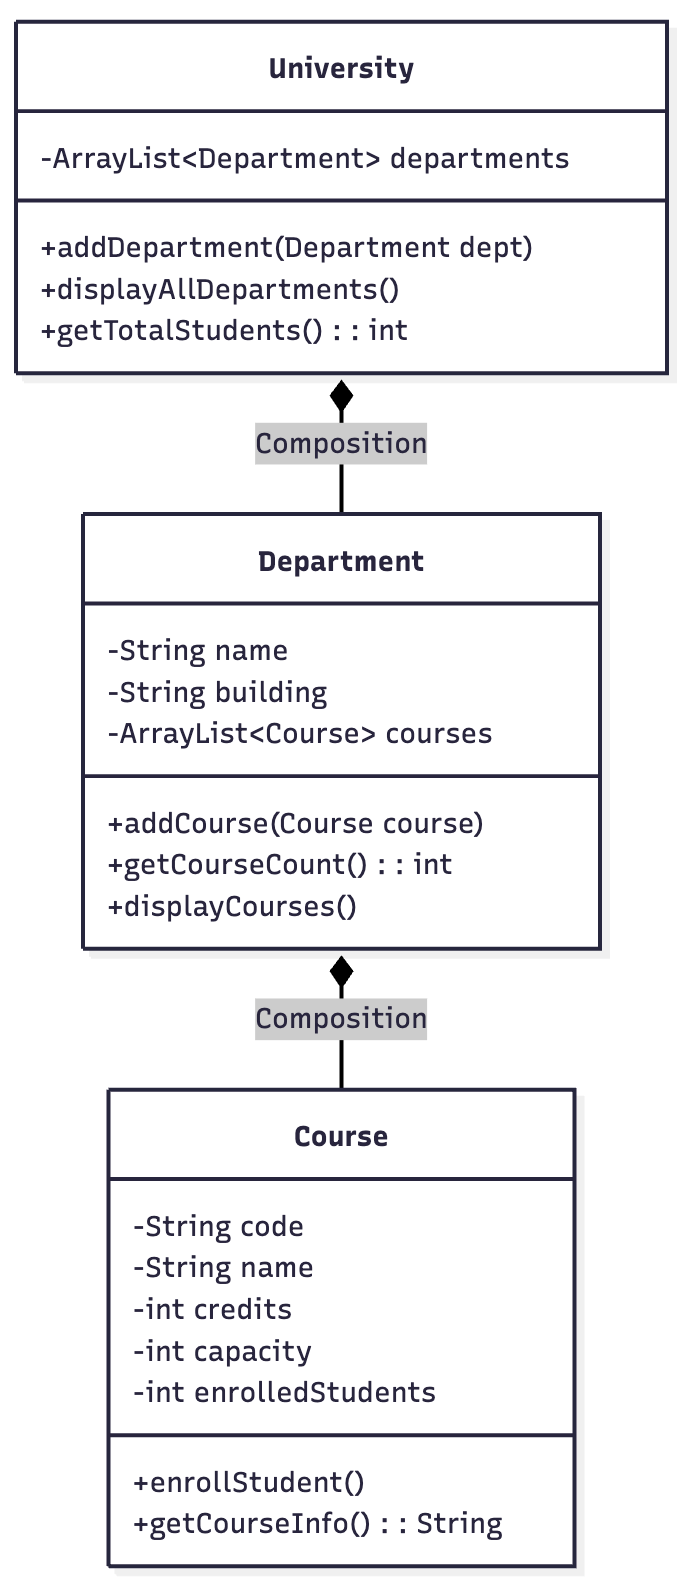 University
-ArrayList<Department> departments
+addDepartment(Department dept)
+displayAllDepartments()
+getTotalStudents() : : int
Composition
Department
-String name
-String building
-ArrayList<Course> courses
+addCourse(Course course)
+getCourseCount() : : int
+displayCourses()
Composition
Course
-String code
-String name
-int credits
-int capacity
-int enrolledStudents
+enrollStudent()
+getCourseInfo() : : String